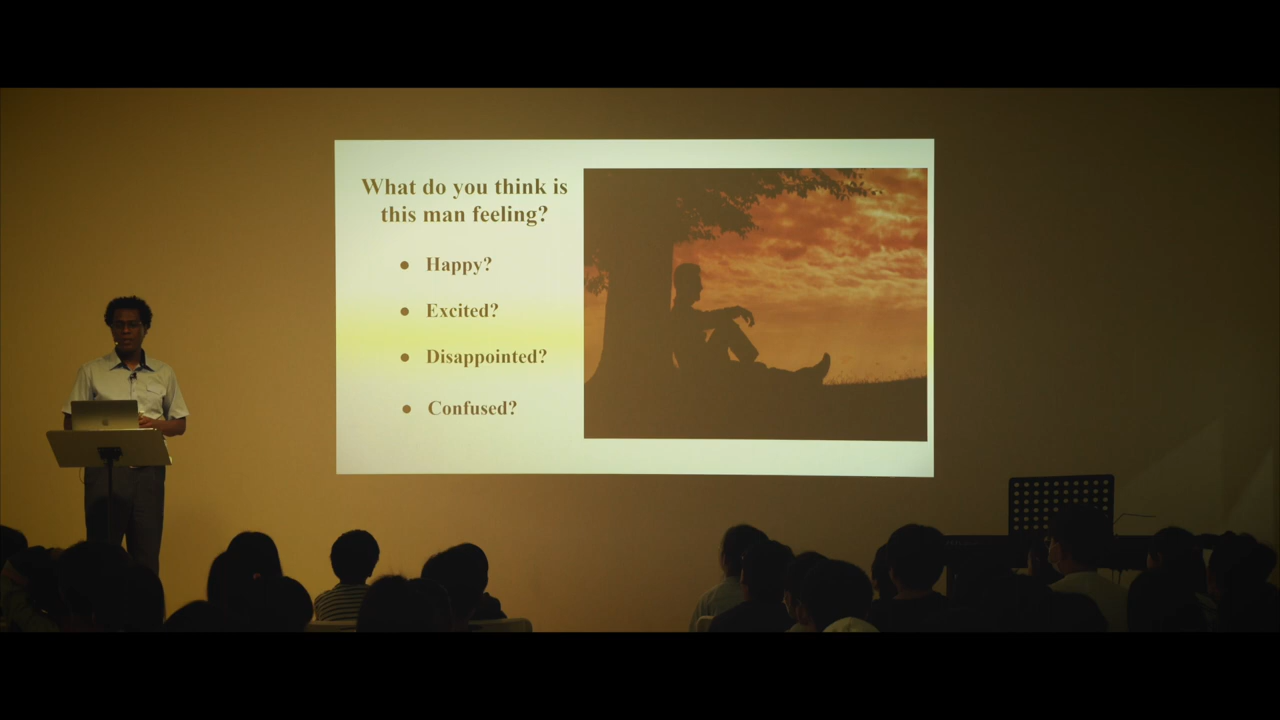 What do you think is
this man feeling?
● Happy?
● Excited?
● Disappointed?
● Confused?